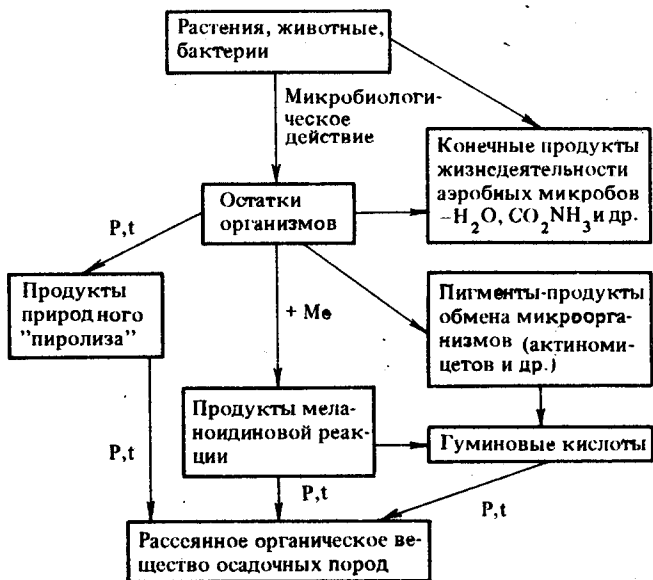 Растения, животные,
бактерии
Микробиологи-
ческое
действие
Конечные продукты
жизнедеятельности
аэробных микробов
–H₂O, CO₂NH₃ и др.
Остатки
организмов
P,t
Продукты
природного
"пиролиза"
+ Me
Пигменты-продукты
обмена микроорга-
низмов (актиноми-
цетов и др.)
Продукты мела-
ноидиновой реак-
ции
Гуминовые кислоты
P,t
P,t
P,t
Рассеянное органическое ве-
щество осадочных пород